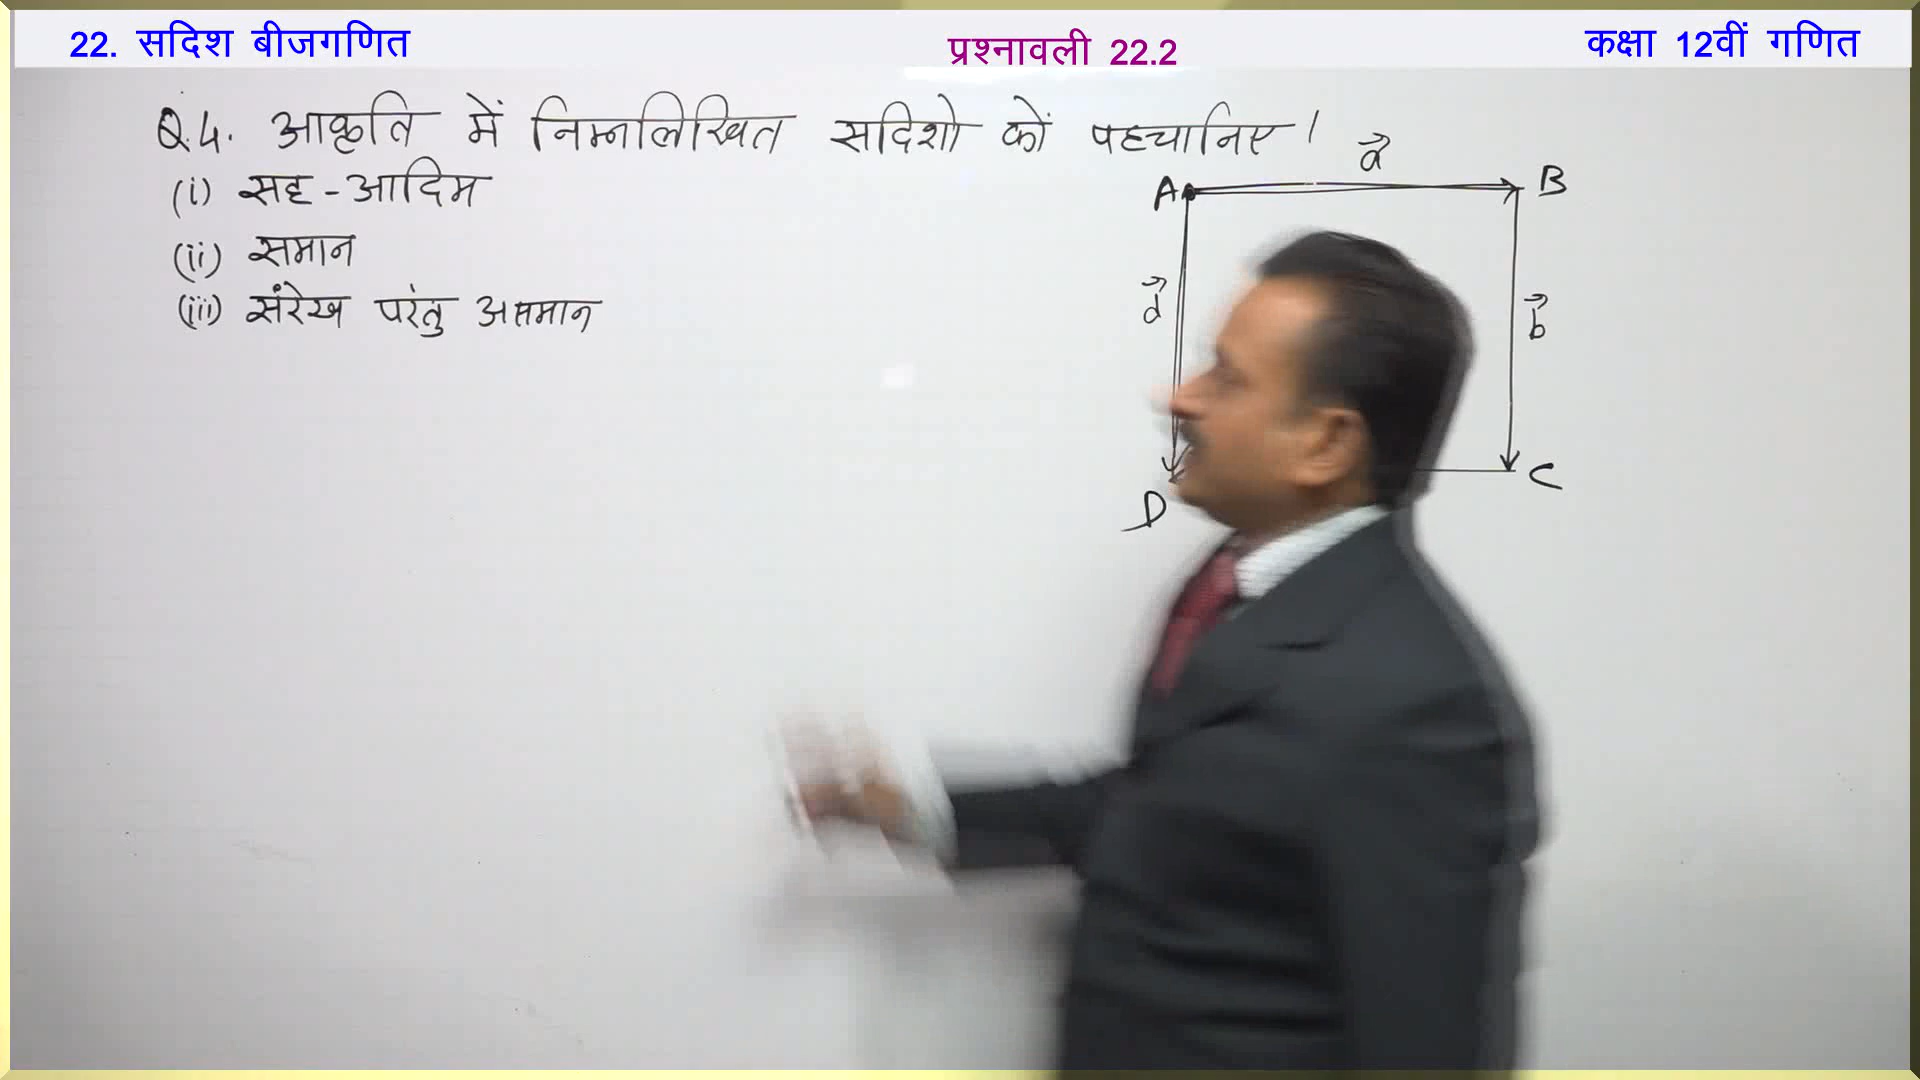 22. सदिश बीजगणित
प्रश्नावली 22.2
कक्षा 12वीं गणित
Q.4. आकृति में निम्नलिखित सदिशो कों पहचानिए।
(i) सह-आदिम
(ii) समान
(iii) संरेख परंतु असमान
a⃗
A
B
d⃗
b⃗
D
C